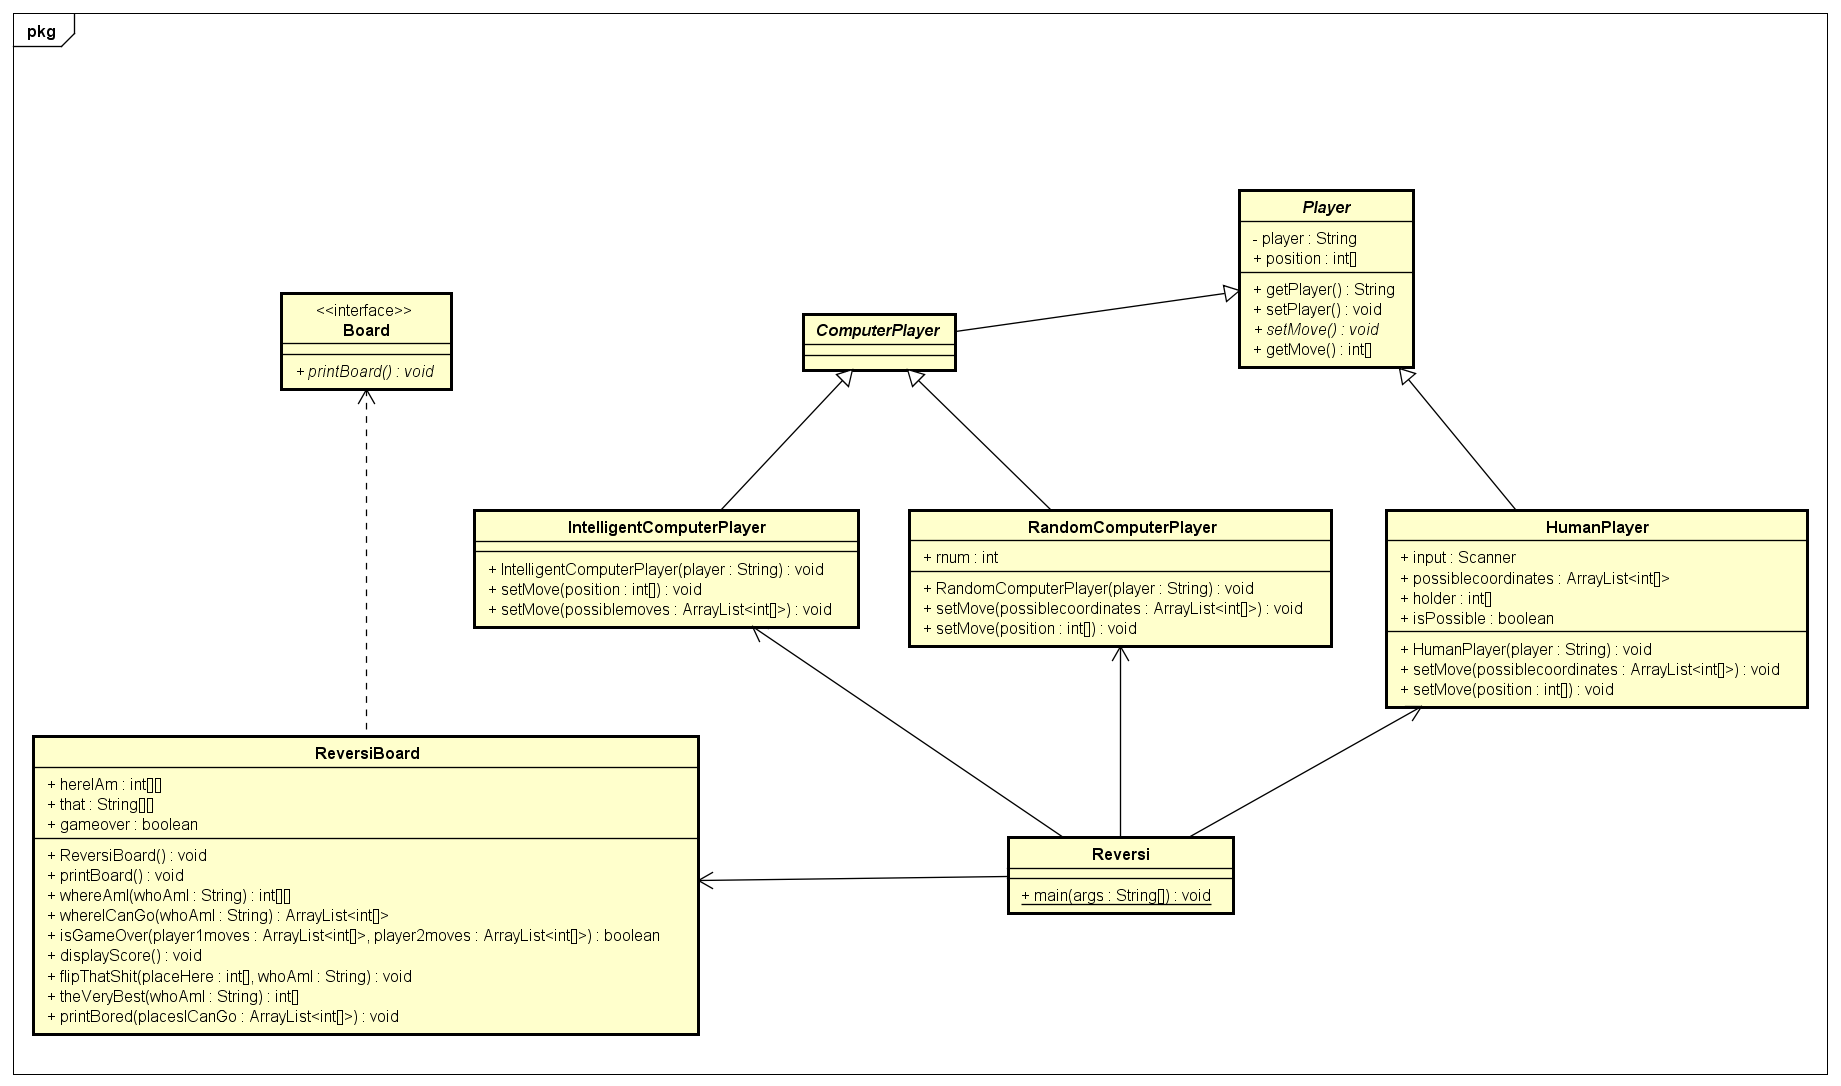 pkg
Player
- player : String
+ position : int[]
+ getPlayer() : String
+ setPlayer() : void
+ setMove() : void
+ getMove() : int[]
<<interface>>
Board
+ printBoard() : void
ComputerPlayer
IntelligentComputerPlayer
+ IntelligentComputerPlayer(player : String) : void
+ setMove(position : int[]) : void
+ setMove(possiblemoves : ArrayList<int[]>) : void
RandomComputerPlayer
+ rnum : int
+ RandomComputerPlayer(player : String) : void
+ setMove(possiblecoordinates : ArrayList<int[]>) : void
+ setMove(position : int[]) : void
HumanPlayer
+ input : Scanner
+ possiblecoordinates : ArrayList<int[]>
+ holder : int[]
+ isPossible : boolean
+ HumanPlayer(player : String) : void
+ setMove(possiblecoordinates : ArrayList<int[]>) : void
+ setMove(position : int[]) : void
ReversiBoard
+ hereIAm : int[][]
+ that : String[][]
+ gameover : boolean
+ ReversiBoard() : void
+ printBoard() : void
+ whereAmI(whoAmI : String) : int[][]
+ whereICanGo(whoAmI : String) : ArrayList<int[]>
+ isGameOver(player1moves : ArrayList<int[]>, player2moves : ArrayList<int[]>) : boolean
+ displayScore() : void
+ flipThatShit(placeHere : int[], whoAmI : String) : void
+ theVeryBest(whoAmI : String) : int[]
+ printBored(placesICanGo : ArrayList<int[]>) : void
Reversi
+ main(args : String[]) : void